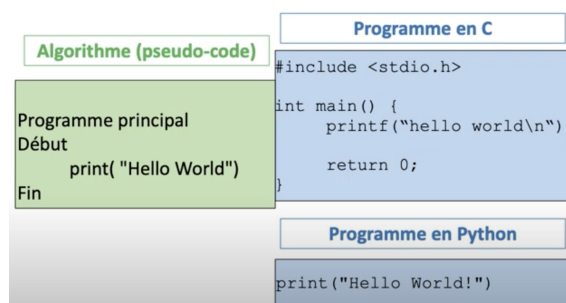 Algorithme (pseudo-code)
Programme principal
Début
print( "Hello World")
Fin
Programme en C
#include <stdio.h>
int main() {
printf(“hello world\n“)
return 0;
}
Programme en Python
print("Hello World!")